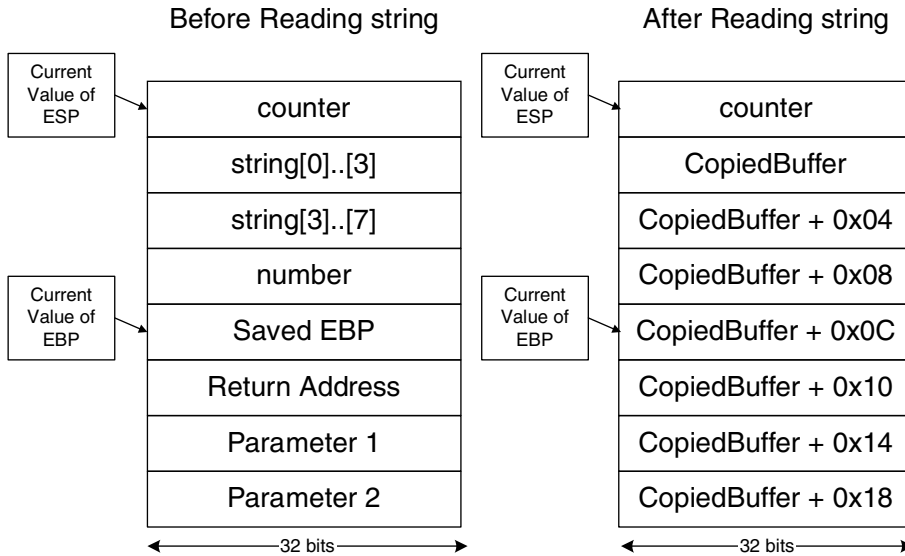 Before Reading string
Current
Value of
ESP
counter
string[0]..[3]
string[3]..[7]
number
Current
Value of
EBP
Saved EBP
Return Address
Parameter 1
Parameter 2
32 bits
After Reading string
Current
Value of
ESP
counter
CopiedBuffer
CopiedBuffer + 0x04
CopiedBuffer + 0x08
Current
Value of
EBP
CopiedBuffer + 0x0C
CopiedBuffer + 0x10
CopiedBuffer + 0x14
CopiedBuffer + 0x18
32 bits